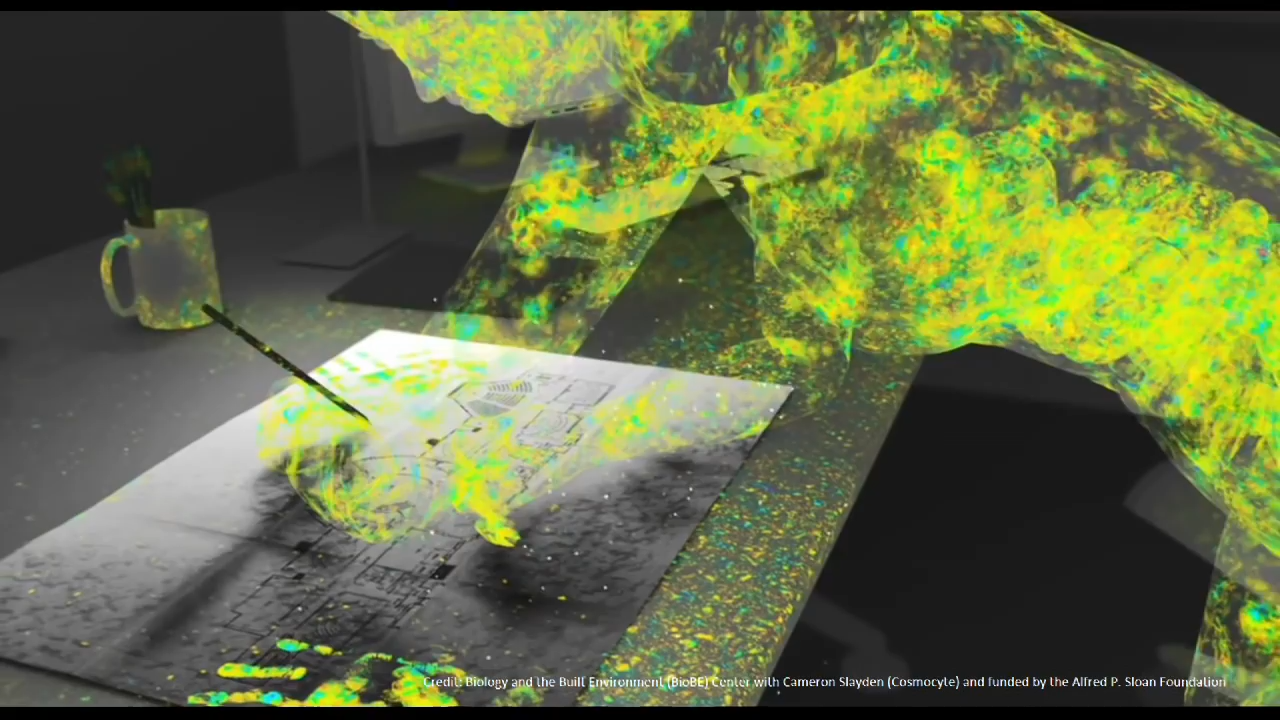 Credit: Biology and the Built Environment (BioBE) Center with Cameron Slayden (Cosmocyte) and funded by the Alfred P. Sloan Foundation